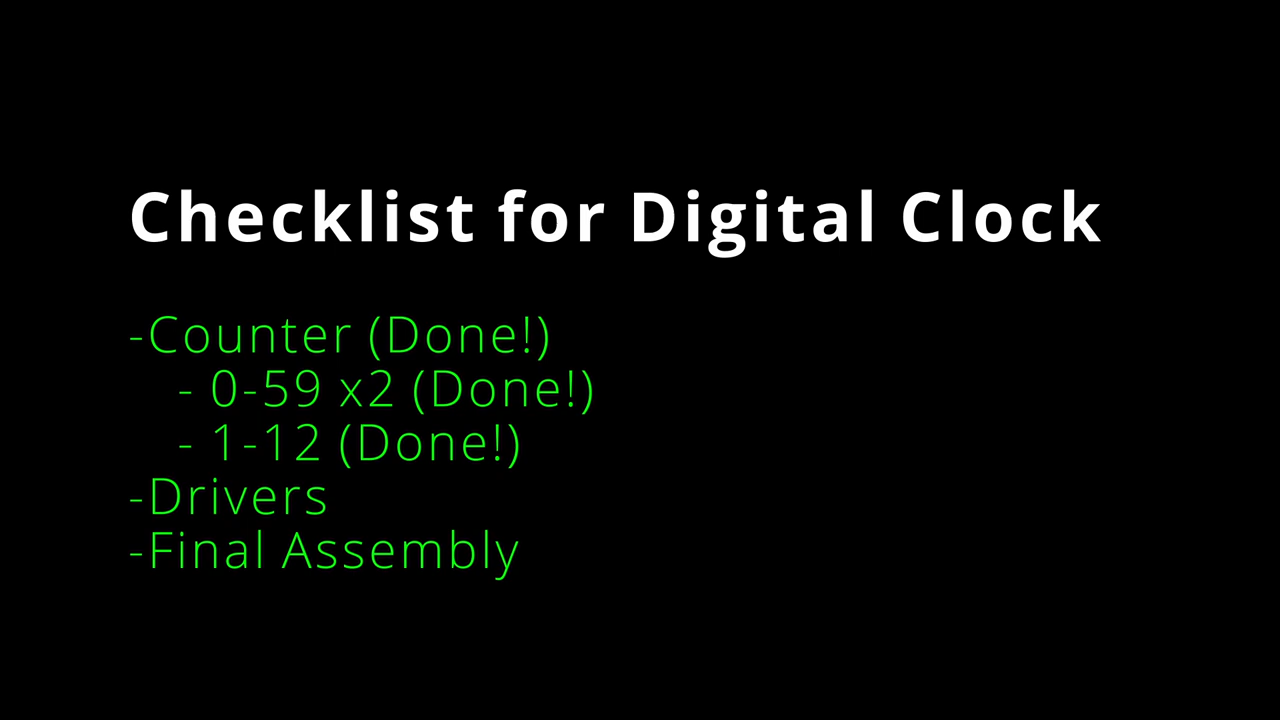 Checklist for Digital Clock
-Counter (Done!)
- 0-59 x2 (Done!)
- 1-12 (Done!)
-Drivers
-Final Assembly